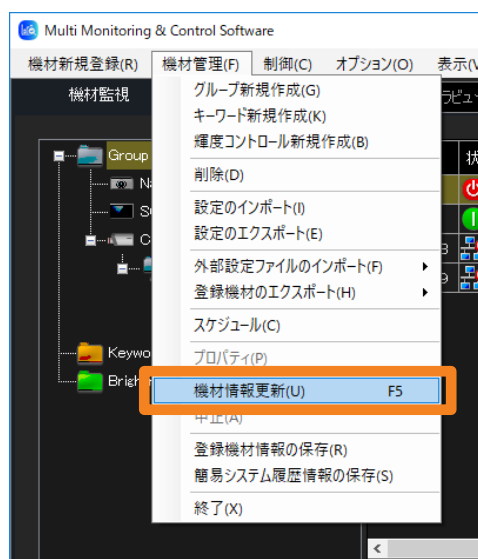 Multi Monitoring & Control Software
機材新規登録(R) 機材管理(F) 制御(C) オプション(O) 表示(V
機材監視
グループ新規作成(G)
キーワード新規作成(K)
輝度コントロール新規作成(B)
削除(D)
設定のインポート(I)
設定のエクスポート(E)
外部設定ファイルのインポート(F)
登録機材のエクスポート(H)
スケジュール(C)
プロパティ(P)
機材情報更新(U) F5
中止(A)
登録機材情報の保存(R)
簡易システム履歴情報の保存(S)
終了(X)
ラビュー
状
Group
N
S
C
3
9
Keywo
Brigh